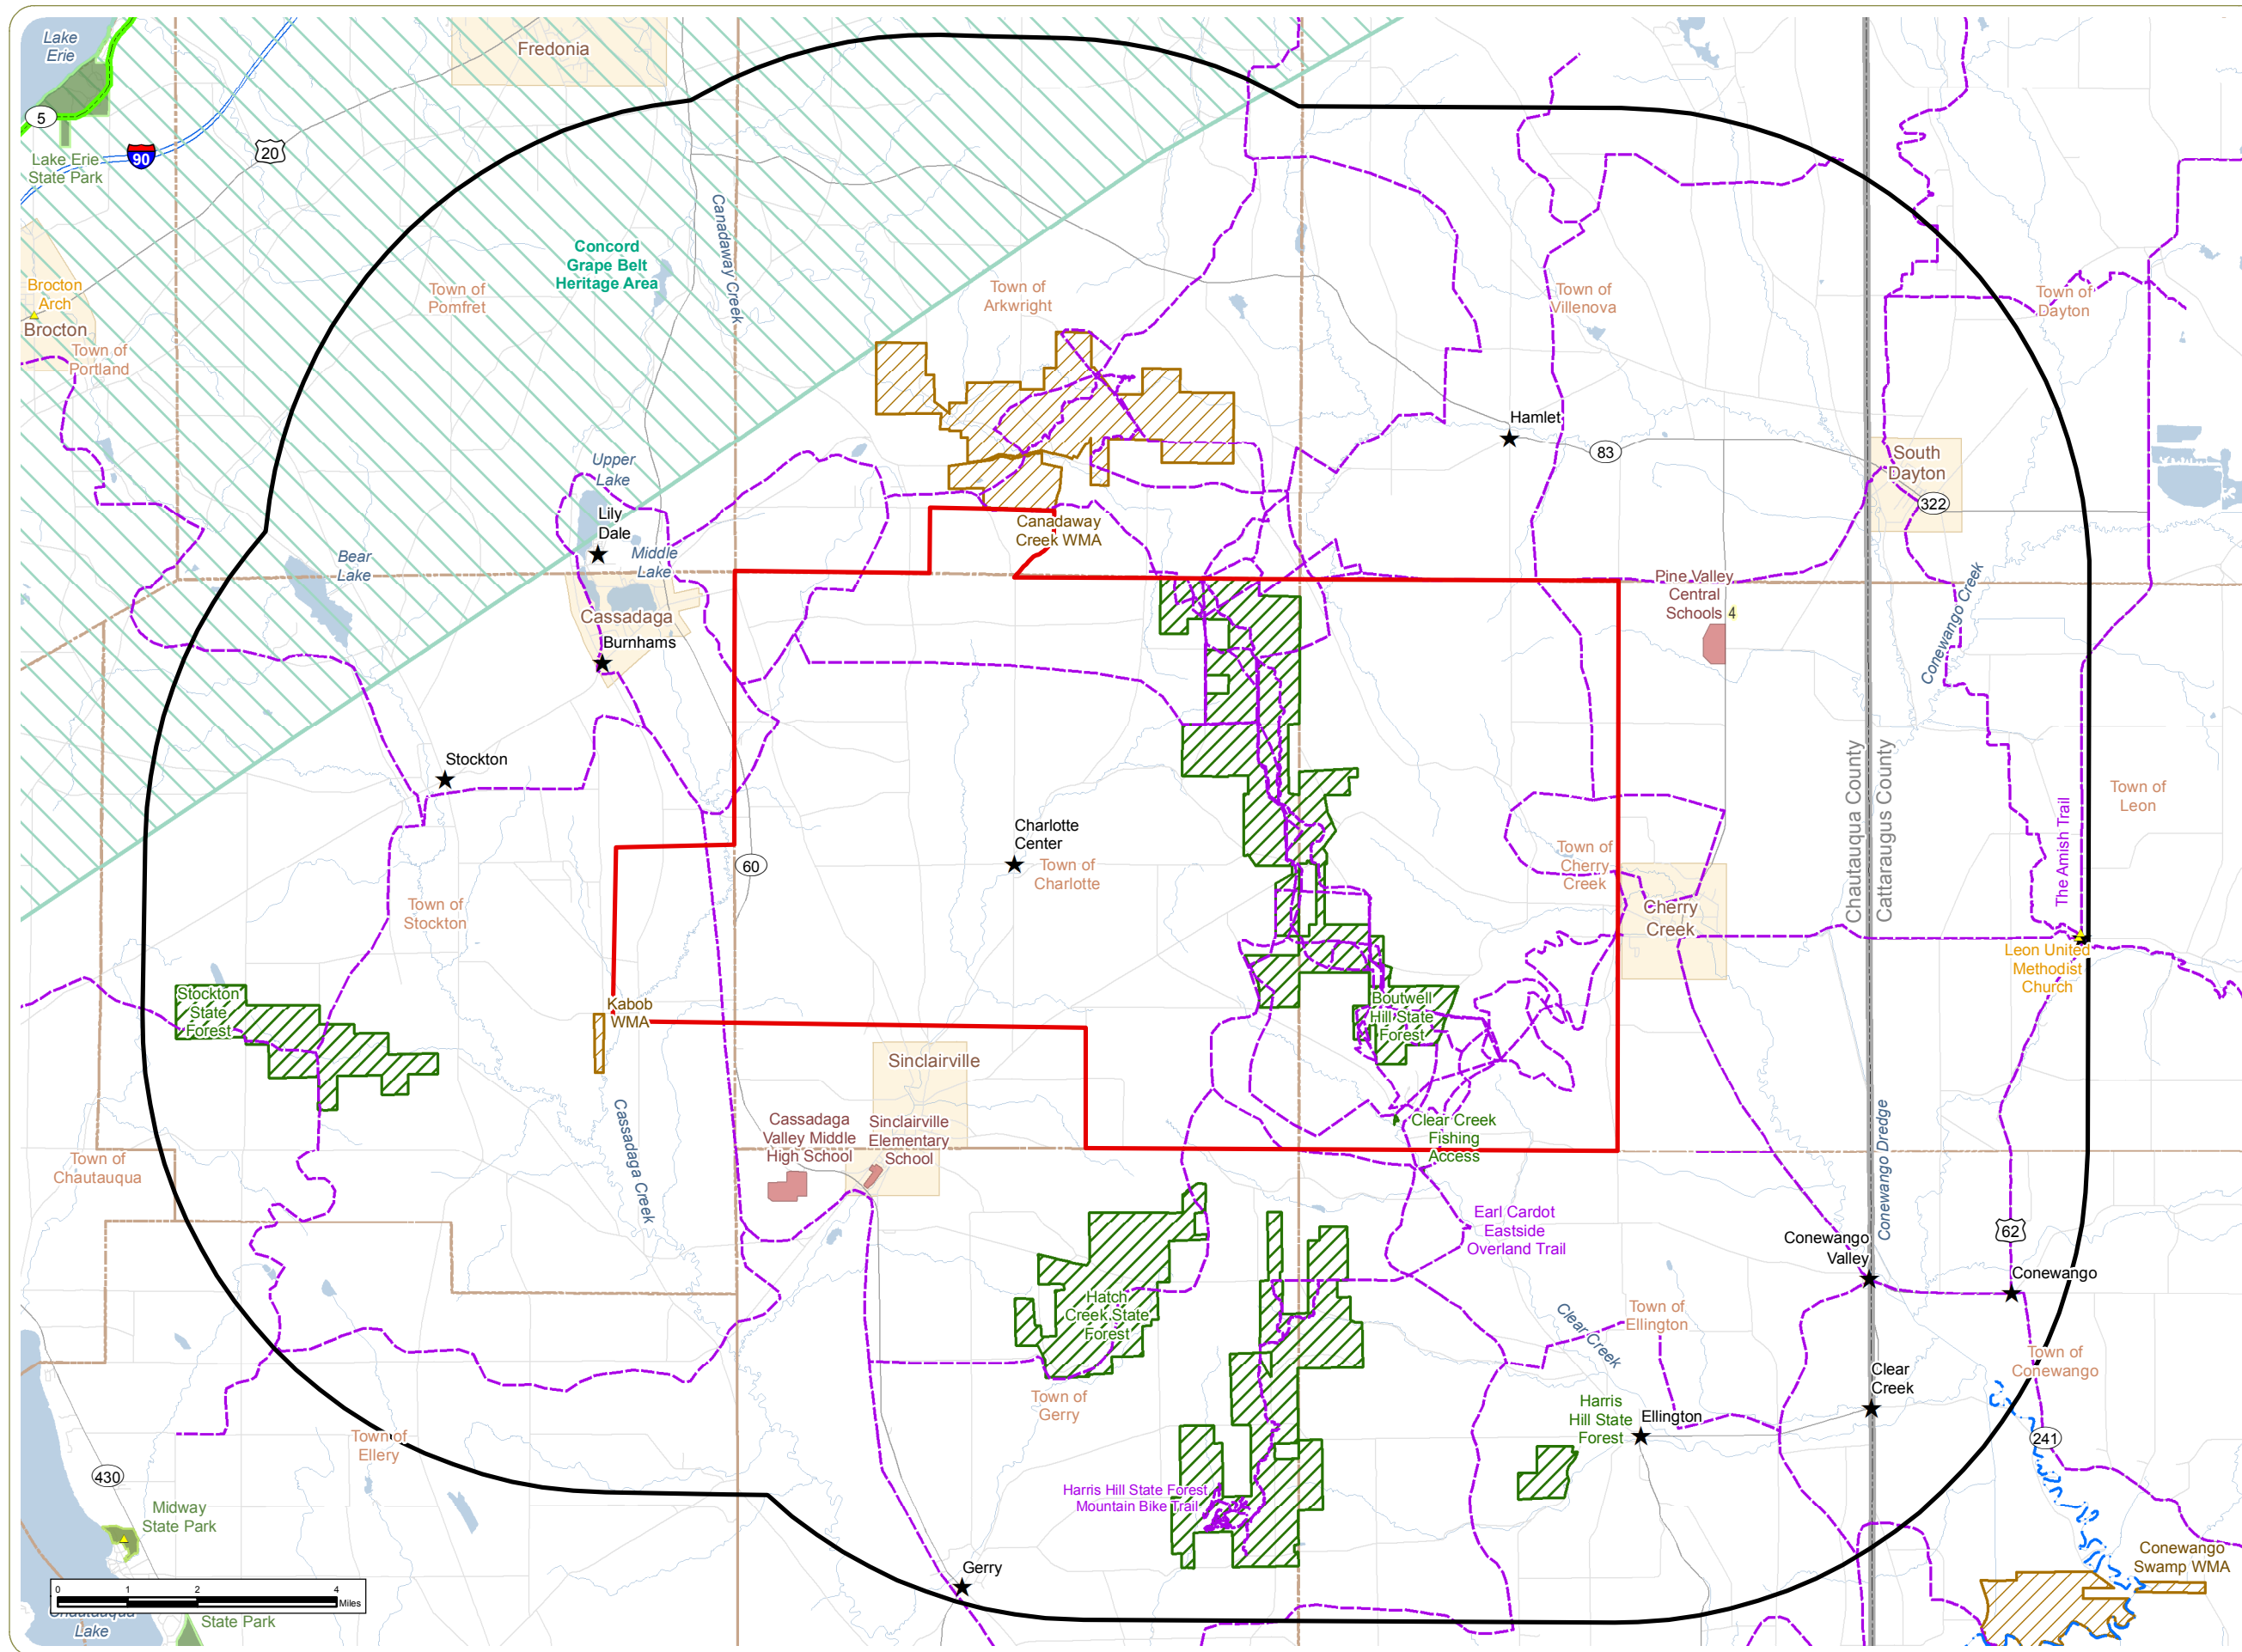 Lake
Erie
Fredonia
5
90
20
Lake Erie
State Park
Canadaway Creek
Concord
Grape Belt
Heritage Area
Brocton
Arch
Brocton
Town of
Pomfret
Town of
Arkwright
Town of
Villenova
Town of
Dayton
Town of
Portland
Hamlet
83
South
Dayton
322
Upper
Lake
Lily
Dale
Middle
Lake
Bear
Lake
Canadaway
Creek WMA
Cassadaga
Burnhams
Pine Valley
Central
Schools 4
Conewango Creek
Stockton
Chautauqua County
Cattaraugus County
Town of
Leon
The Amish Trail
Charlotte
Center
Town of
Charlotte
60
Town of
Cherry
Creek
Cherry
Creek
Town of
Stockton
Leon United
Methodist
Church
Stockton
State
Forest
Kabob
WMA
Boutwell
Hill State
Forest
Sinclairville
Cassadaga Creek
Cassadaga
Valley Middle
High School
Sinclairville
Elementary
School
Clear Creek
Fishing
Access
Conewango Dredge
Town of
Chautauqua
Earl Cardot
Eastside
Overland Trail
Conewango
Valley
62
Conewango
Hatch
Creek State
Forest
Clear Creek
Town of
Ellington
Town of
Conewango
Clear
Creek
Town of
Gerry
Harris
Hill State
Forest
Ellington
241
Town of
Ellery
430
Harris Hill State Forest
Mountain Bike Trail
Midway
State Park
Conewango
Swamp WMA
Gerry
0 1 2 4
Miles
Chautauqua
Lake
State Park